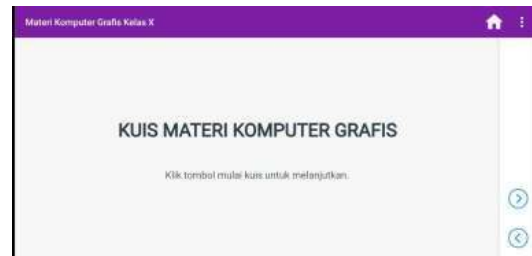 Materi Komputer Grafis Kelas X
KUIS MATERI KOMPUTER GRAFIS
Klik tombol mulai kuis untuk melanjutkan.